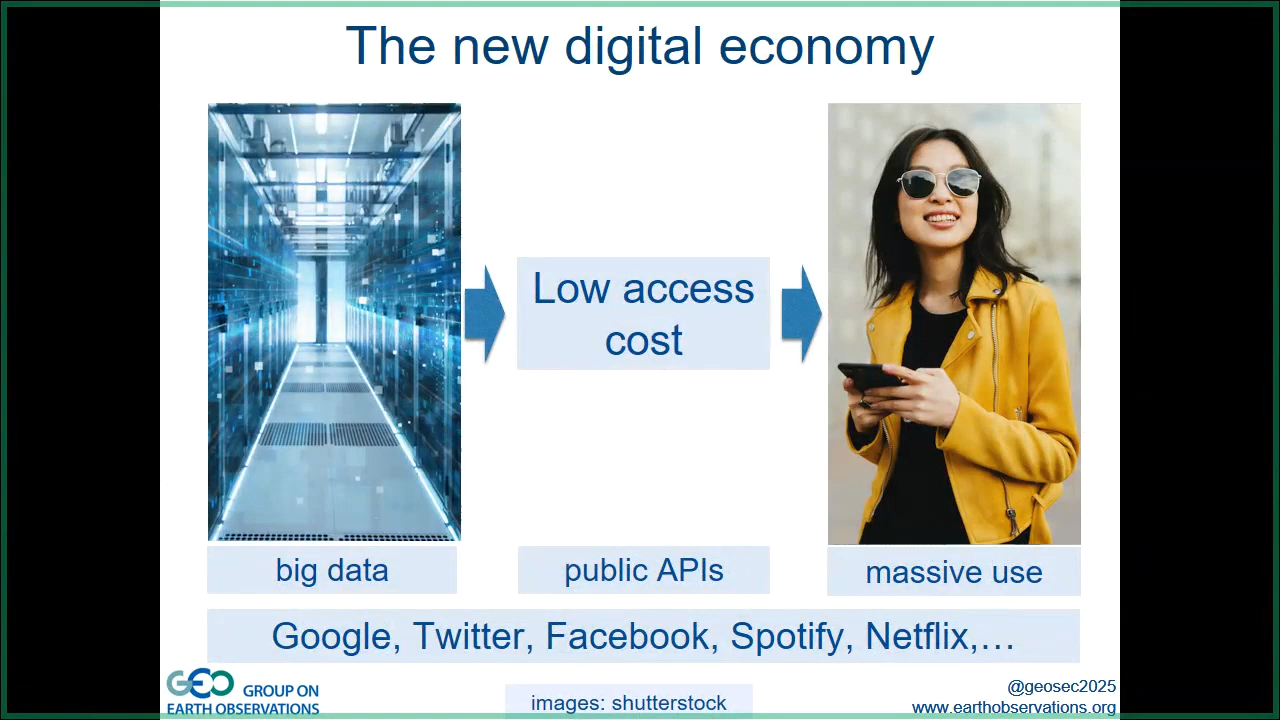 The new digital economy
Low access
cost
big data
public APIs
massive use
Google, Twitter, Facebook, Spotify, Netflix,…
GEO GROUP ON
EARTH OBSERVATIONS
images: shutterstock
@geosec2025
www.earthobservations.org